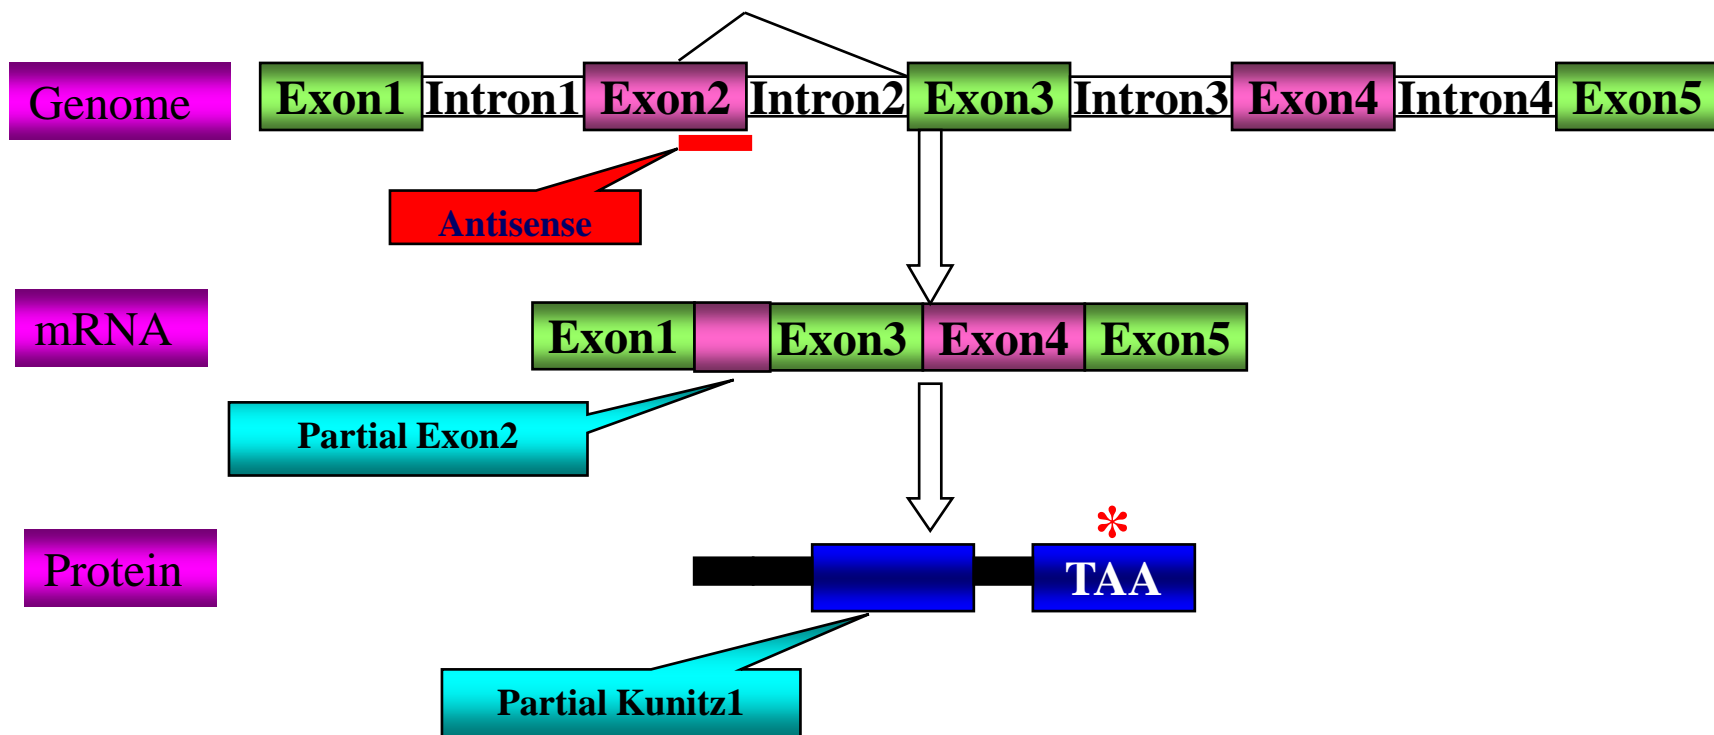 Genome Exon1 Intron1 Exon2 Intron2 Exon3 Intron3 Exon4 Intron4 Exon5
Antisense
mRNA Exon1 Exon3 Exon4 Exon5
Partial Exon2
*
Protein TAA
Partial Kunitz1